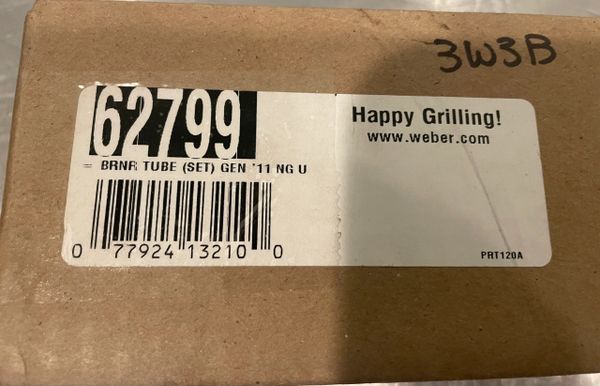 3W3B
62799
= BRNR TUBE (SET) GEN '11 NG U
0 77924 13210 0
Happy Grilling!
www.weber.com
PRT120A